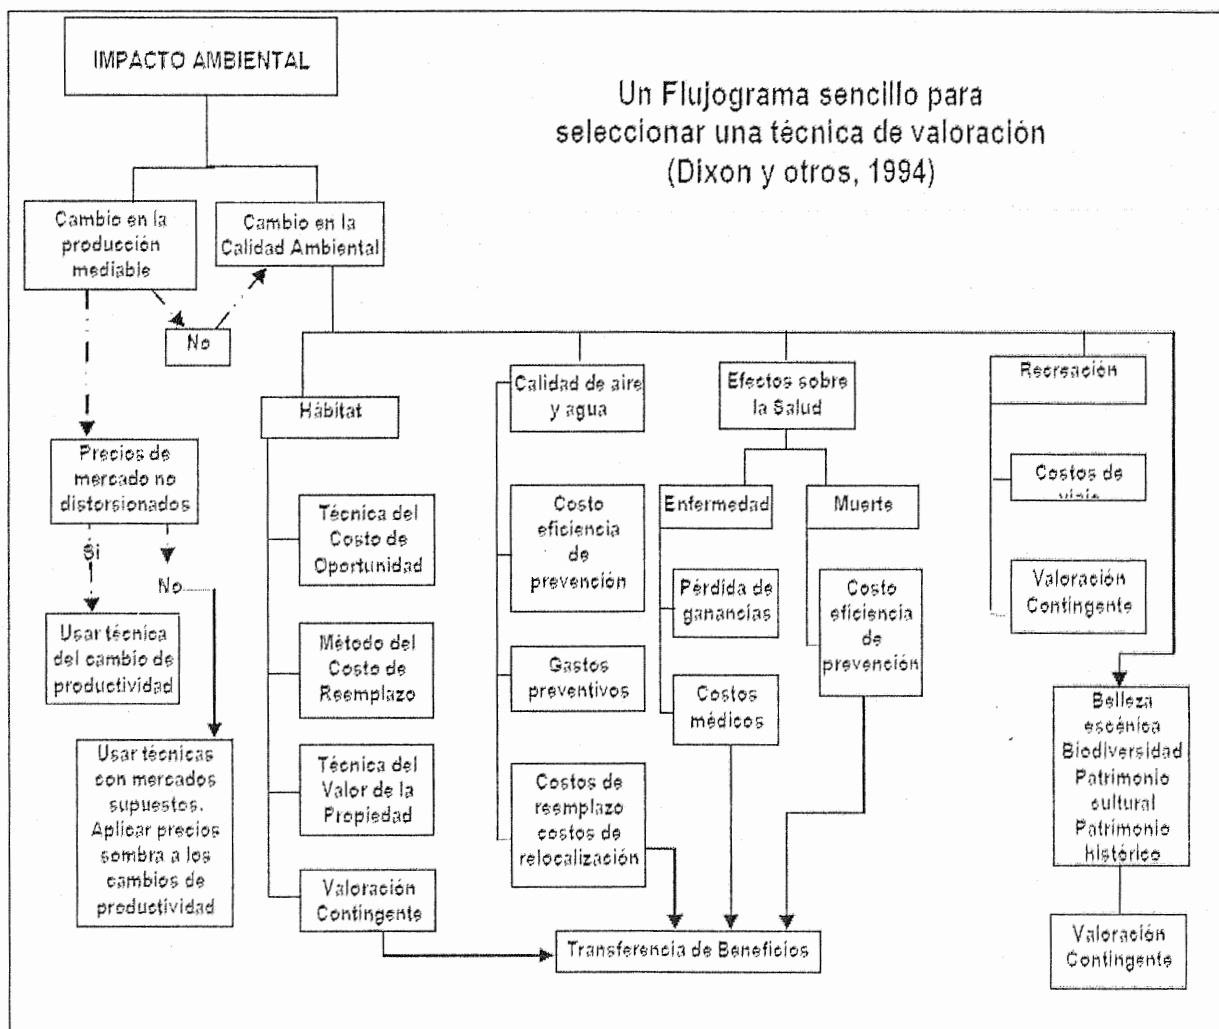 IMPACTO AMBIENTAL
Un Flujograma sencillo para
seleccionar una técnica de valoración
(Dixon y otros, 1994)
Cambio en la
producción
mediable
Cambio en la
Calidad Ambiental
No
Precios de
mercado no
distorsionados
Si
No
Usar técnica
del cambio de
productividad
Usar técnicas
con mercados
supuestos.
Aplicar precios
sombra a los
cambios de
productividad
Hábitat
Técnica del
Costo de
Oportunidad
Método del
Costo de
Reemplazo
Técnica del
Valor de la
Propiedad
Valoración
Contingente
Calidad de aire
y agua
Costo
eficiencia
de
prevención
Gastos
preventivos
Costos de
reemplazo
costos de
relocalización
Efectos sobre
la Salud
Enfermedad
Pérdida de
ganancias
Costos
médicos
Muerte
Costo
eficiencia
de
prevención
Transferencia de Beneficios
Recreación
Costos de
viaje
Valoración
Contingente
Belleza
escénica
Biodiversidad
Patrimonio
cultural
Patrimonio
histórico
Valoración
Contingente